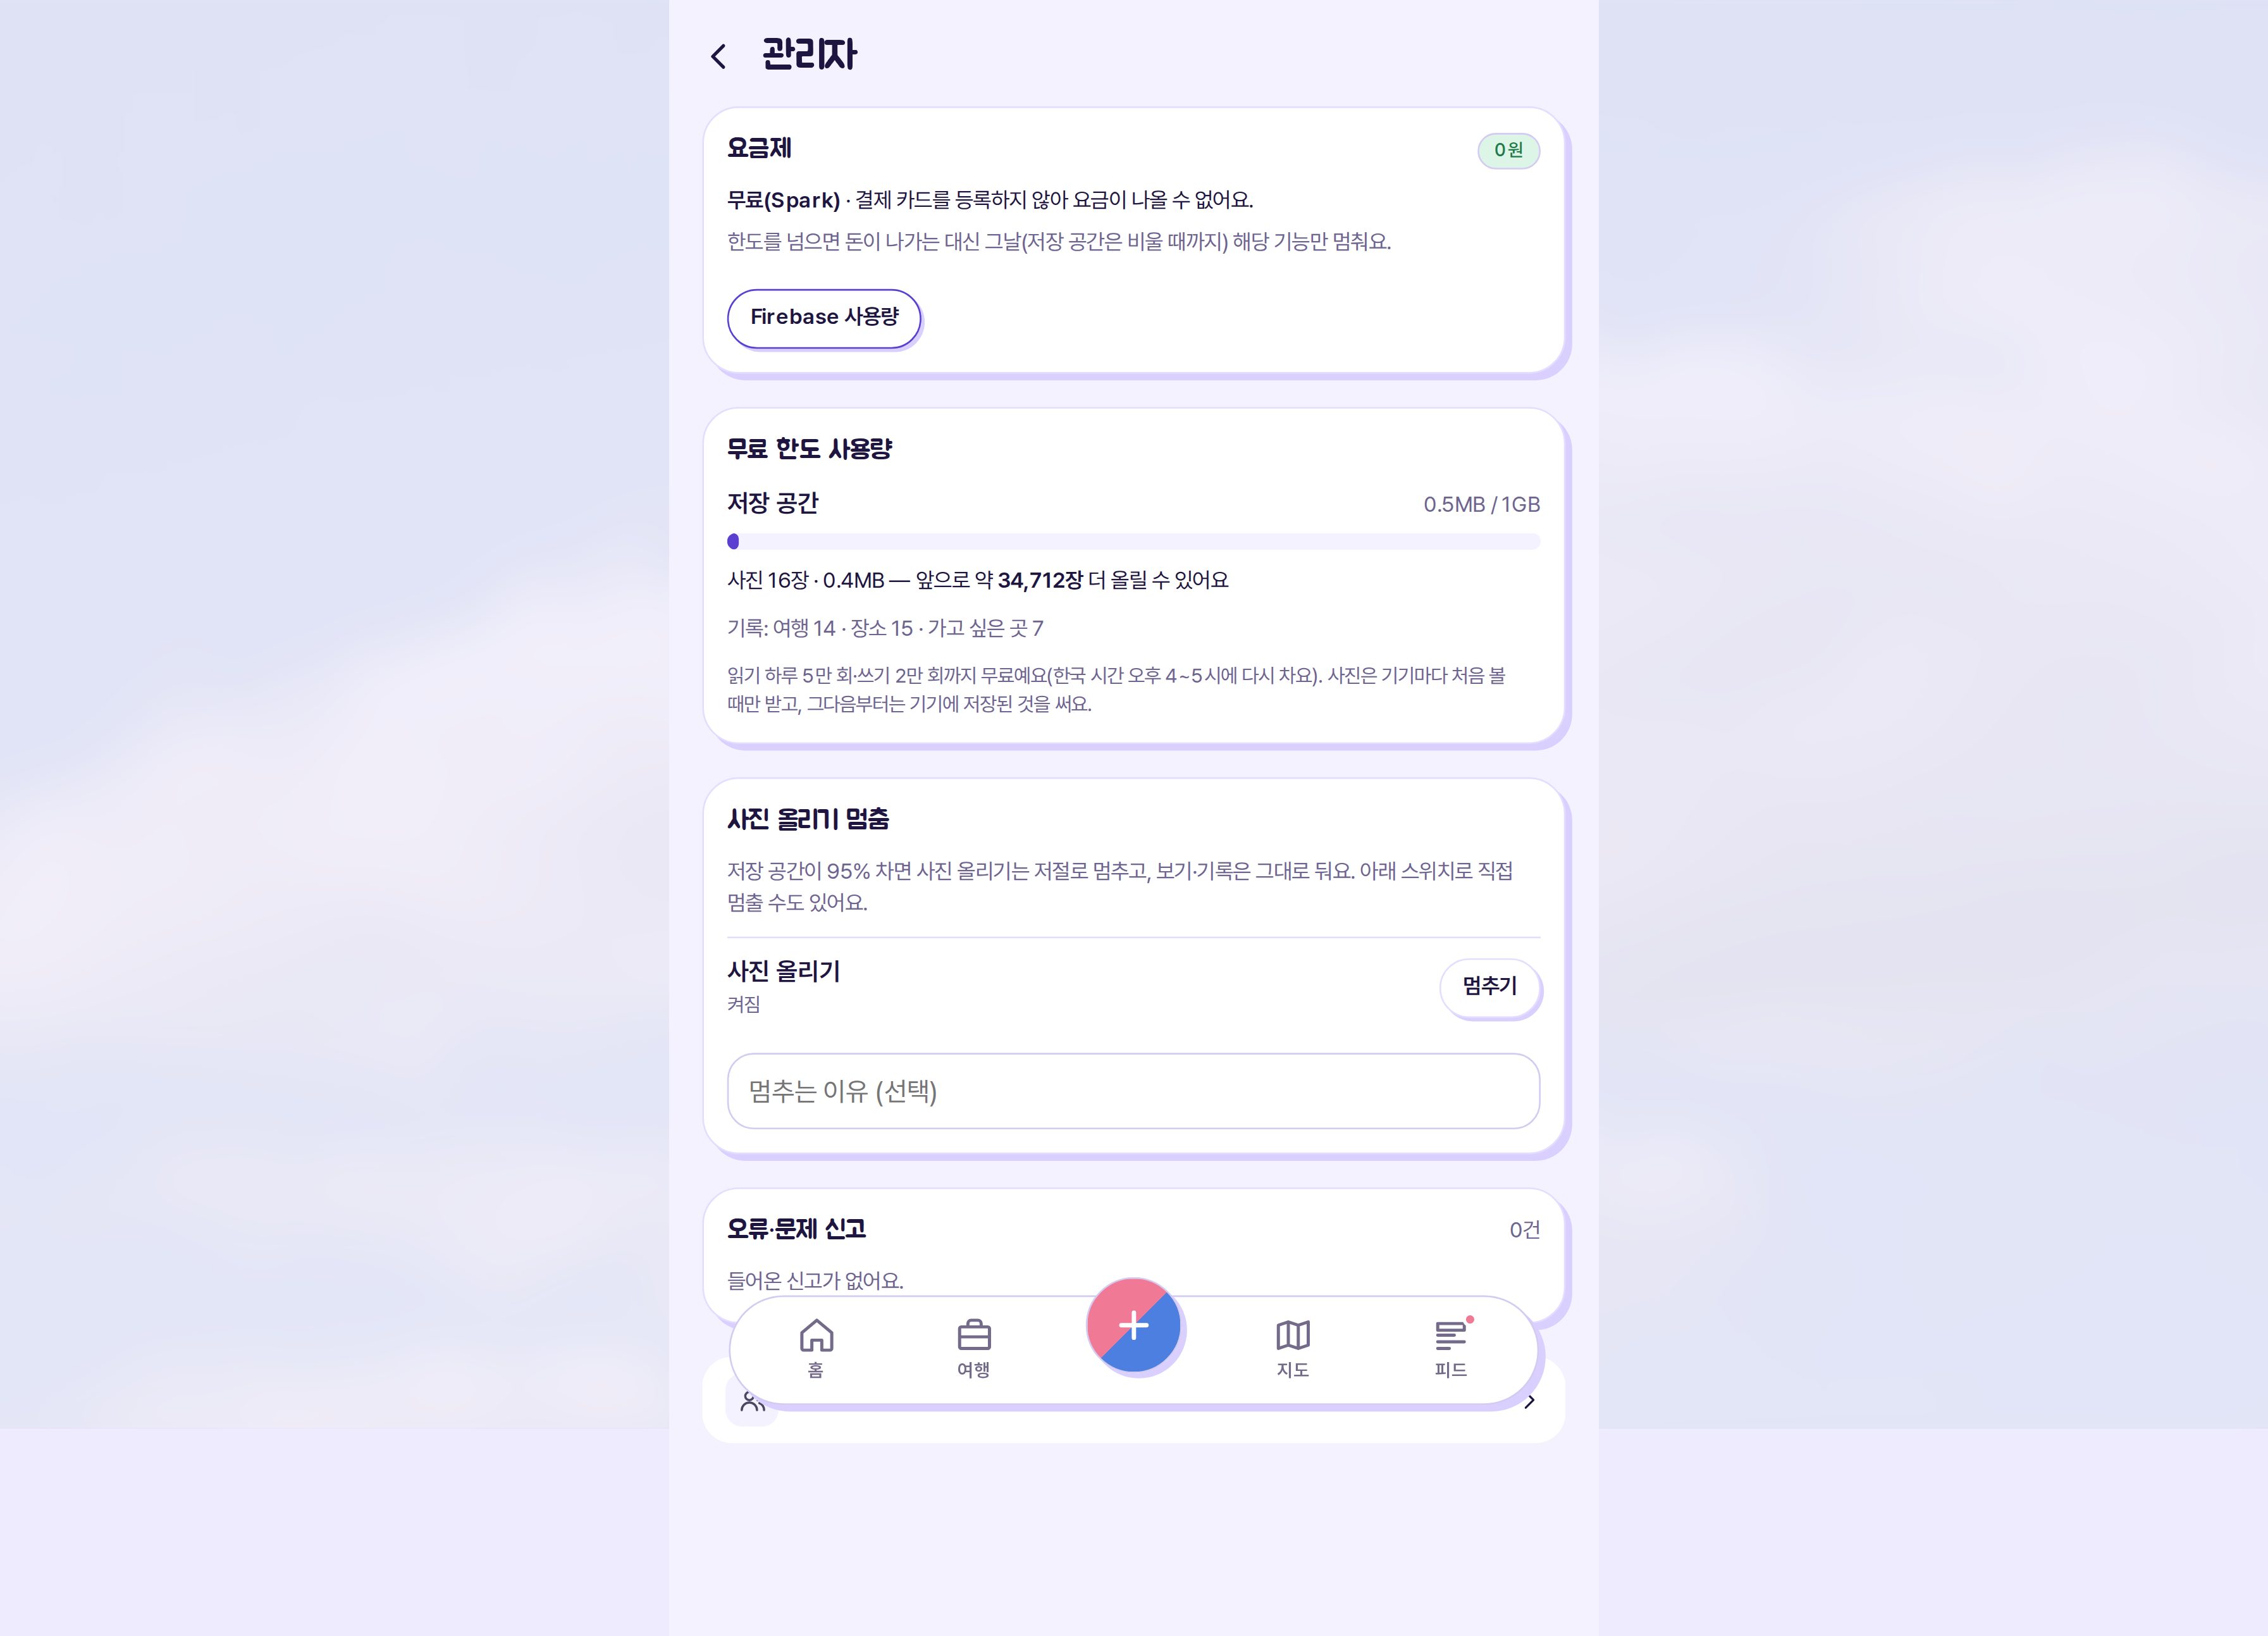 관리자
요금제
0원
무료(Spark) · 결제 카드를 등록하지 않아 요금이 나올 수 없어요.
한도를 넘으면 돈이 나가는 대신 그날(저장 공간은 비울 때까지) 해당 기능만 멈춰요.
Firebase 사용량
무료 한도 사용량
저장 공간
0.5MB / 1GB
사진 16장 · 0.4MB — 앞으로 약 34,712장 더 올릴 수 있어요
기록: 여행 14 · 장소 15 · 가고 싶은 곳 7
읽기 하루 5만 회·쓰기 2만 회까지 무료예요(한국 시간 오후 4~5시에 다시 차요). 사진은 기기마다 처음 볼
때만 받고, 그다음부터는 기기에 저장된 것을 써요.
사진 올리기 멈춤
저장 공간이 95% 차면 사진 올리기는 저절로 멈추고, 보기·기록은 그대로 둬요. 아래 스위치로 직접
멈출 수도 있어요.
사진 올리기
켜짐
멈추기
멈추는 이유 (선택)
오류·문제 신고
0건
들어온 신고가 없어요.
홈
여행
지도
피드